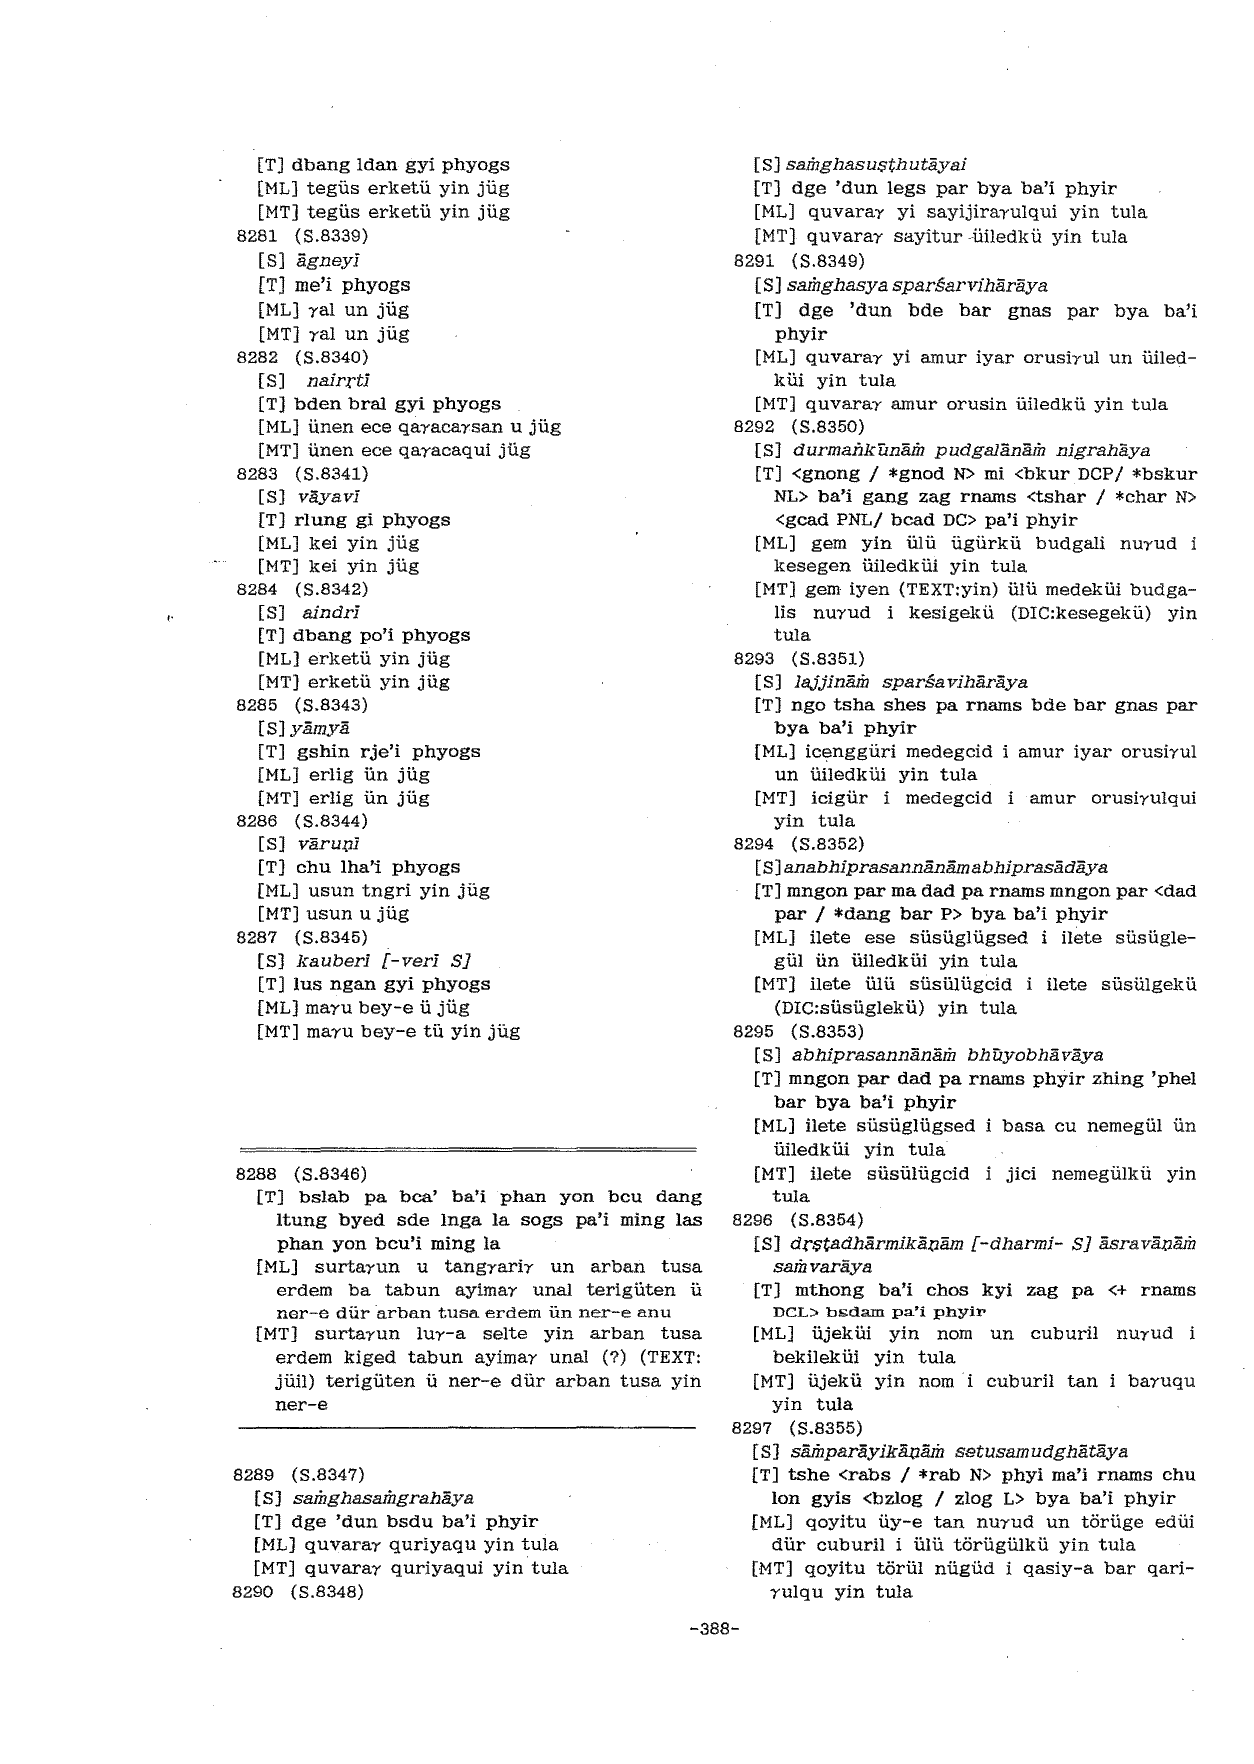 [T] dbang ldan gyi phyogs
[ML] tegüs erketü yin jüg
[MT] tegüs erketü yin jüg
8281 (S.8339)
[S] āgneyī
[T] me'i phyogs
[ML] γal un jüg
[MT] γal un jüg
8282 (S.8340)
[S] nairṛtī
[T] bden bral gyi phyogs
[ML] ünen ece qaγacaγsan u jüg
[MT] ünen ece qaγacaqui jüg
8283 (S.8341)
[S] vāyavī
[T] rlung gi phyogs
[ML] kei yin jüg
[MT] kei yin jüg
8284 (S.8342)
[S] aindrī
[T] dbang po'i phyogs
[ML] erketü yin jüg
[MT] erketü yin jüg
8285 (S.8343)
[S] yāmyā
[T] gshin rje'i phyogs
[ML] erlig ün jüg
[MT] erlig ün jüg
8286 (S.8344)
[S] vāruṇī
[T] chu lha'i phyogs
[ML] usun tngri yin jüg
[MT] usun u jüg
8287 (S.8345)
[S] kauberī [-verī S]
[T] lus ngan gyi phyogs
[ML] maγu bey-e ü jüg
[MT] maγu bey-e tü yin jüg
8288 (S.8346)
[T] bslab pa bca' ba'i phan yon bcu dang
ltung byed sde lnga la sogs pa'i ming las
phan yon bcu'i ming la
[ML] surtaγun u tangγariγ un arban tusa
erdem ba tabun ayimaγ unal terigüten ü
ner-e dür arban tusa erdem ün ner-e anu
[MT] surtaγun luγ-a selte yin arban tusa
erdem kiged tabun ayimaγ unal (?) (TEXT:
jüil) terigüten ü ner-e dür arban tusa yin
ner-e
8289 (S.8347)
[S] saṁghasaṁgrahāya
[T] dge 'dun bsdu ba'i phyir
[ML] quvaraγ quriyaqu yin tula
[MT] quvaraγ quriyaqui yin tula
8290 (S.8348)
[S] saṁghasuṣṭhutāyai
[T] dge 'dun legs par bya ba'i phyir
[ML] quvaraγ yi sayijiraγulqui yin tula
[MT] quvaraγ sayitur üiledkü yin tula
8291 (S.8349)
[S] saṁghasya sparśarvihārāya
[T] dge 'dun bde bar gnas par bya ba'i
phyir
[ML] quvaraγ yi amur iyar orusiγul un üiled-
küi yin tula
[MT] quvaraγ amur orusin üiledkü yin tula
8292 (S.8350)
[S] durmaṅkūnāṁ pudgalānāṁ nigrahāya
[T] <gnong / *gnod N> mi <bkur DCP/ *bskur
NL> ba'i gang zag rnams <tshar / *char N>
<gcad PNL/ bcad DC> pa'i phyir
[ML] gem yin ülü ügürkü budgali nuγud i
kesegen üiledküi yin tula
[MT] gem iyen (TEXT:yin) ülü medeküi budga-
lis nuγud i kesigekü (DIC:kesegekü) yin
tula
8293 (S.8351)
[S] lajjināṁ sparśavihārāya
[T] ngo tsha shes pa rnams bde bar gnas par
bya ba'i phyir
[ML] icenggüri medegcid i amur iyar orusiγul
un üiledküi yin tula
[MT] icigür i medegcid i amur orusiγulqui
yin tula
8294 (S.8352)
[S]anabhiprasannānāmabhiprasādāya
[T] mngon par ma dad pa rnams mngon par <dad
par / *dang bar P> bya ba'i phyir
[ML] ilete ese süsüglügsed i ilete süsügle-
gül ün üiledküi yin tula
[MT] ilete ülü süsülügcid i ilete süsülgekü
(DIC:süsüglekü) yin tula
8295 (S.8353)
[S] abhiprasannānāṁ bhūyobhāvāya
[T] mngon par dad pa rnams phyir zhing 'phel
bar bya ba'i phyir
[ML] ilete süsüglügsed i basa cu nemegül ün
üiledküi yin tula
[MT] ilete süsülügcid i jici nemegülkü yin
tula
8296 (S.8354)
[S] dṛṣṭadhārmikāṇām [-dharmi- S] āsravāṇāṁ
saṁvarāya
[T] mthong ba'i chos kyi zag pa <+ rnams
DCL> bsdam pa'i phyir
[ML] üjeküi yin nom un cuburil nuγud i
bekileküi yin tula
[MT] üjekü yin nom i cuburil tan i baγuqu
yin tula
8297 (S.8355)
[S] sāṁparāyikāṇāṁ setusamudghātāya
[T] tshe <rabs / *rab N> phyi ma'i rnams chu
lon gyis <bzlog / zlog L> bya ba'i phyir
[ML] qoyitu üy-e tan nuγud un törüge edüi
dür cuburil i ülü törügülkü yin tula
[MT] qoyitu törül nügüd i qasiy-a bar qari-
γulqu yin tula
-388-